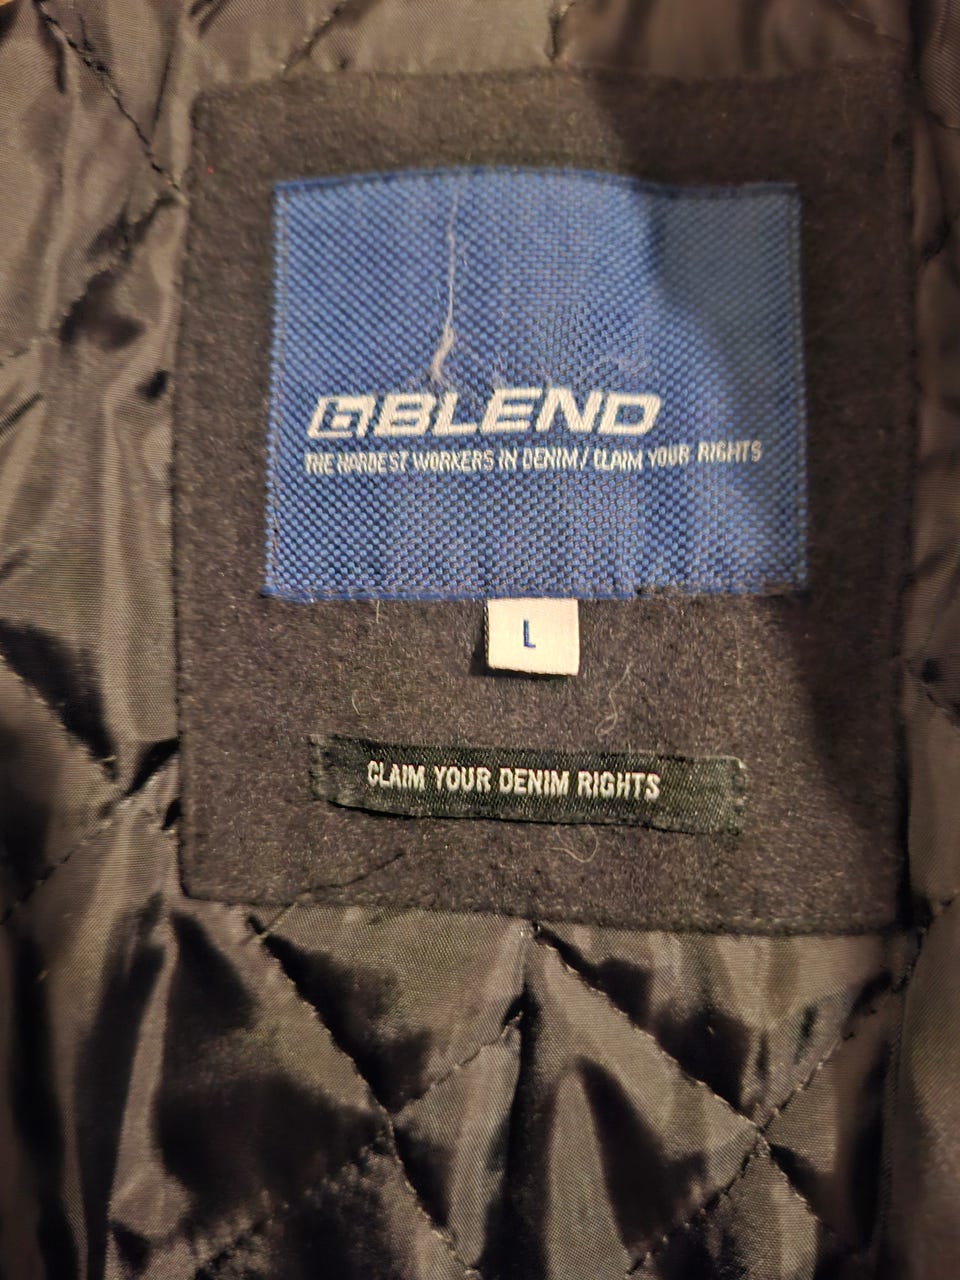 BLEND
THE HARDEST WORKERS IN DENIM / CLAIM YOUR RIGHTS
L
CLAIM YOUR DENIM RIGHTS